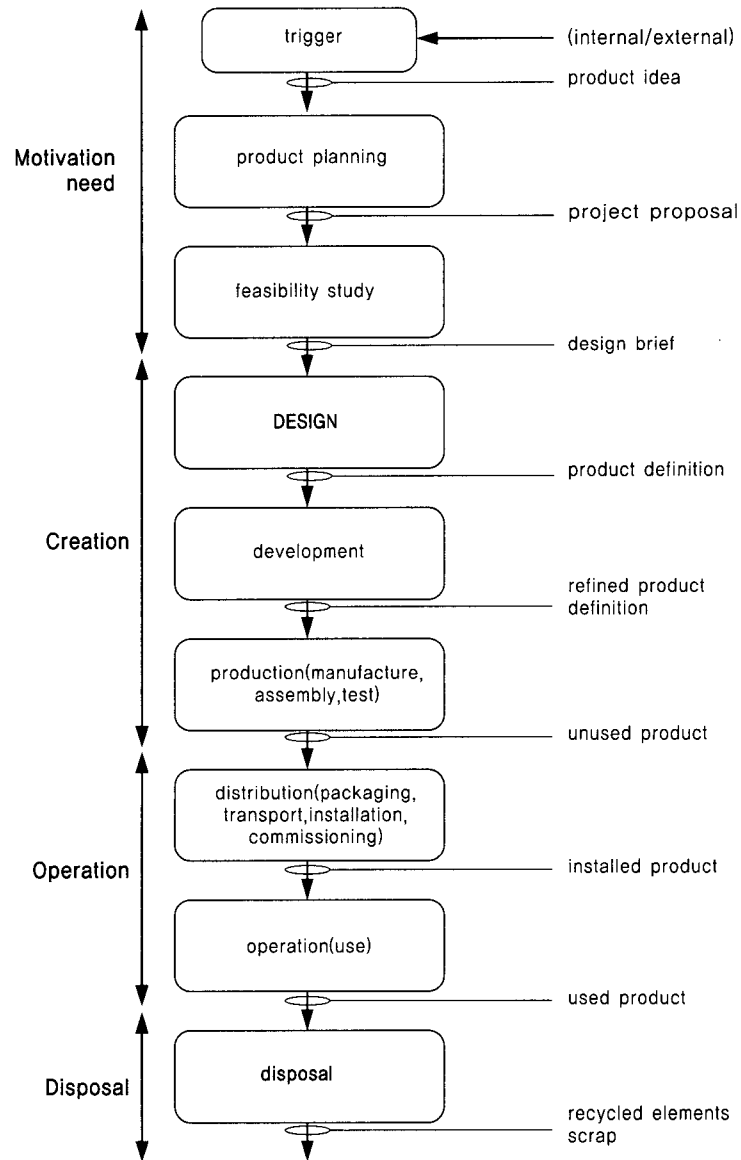 trigger
(internal/external)
product idea
Motivation
need
product planning
project proposal
feasibility study
design brief
DESIGN
product definition
Creation
development
refined product
definition
production(manufacture,
assembly,test)
unused product
distribution(packaging,
transport,installation,
commissioning)
Operation
installed product
operation(use)
used product
Disposal
disposal
recycled elements
scrap